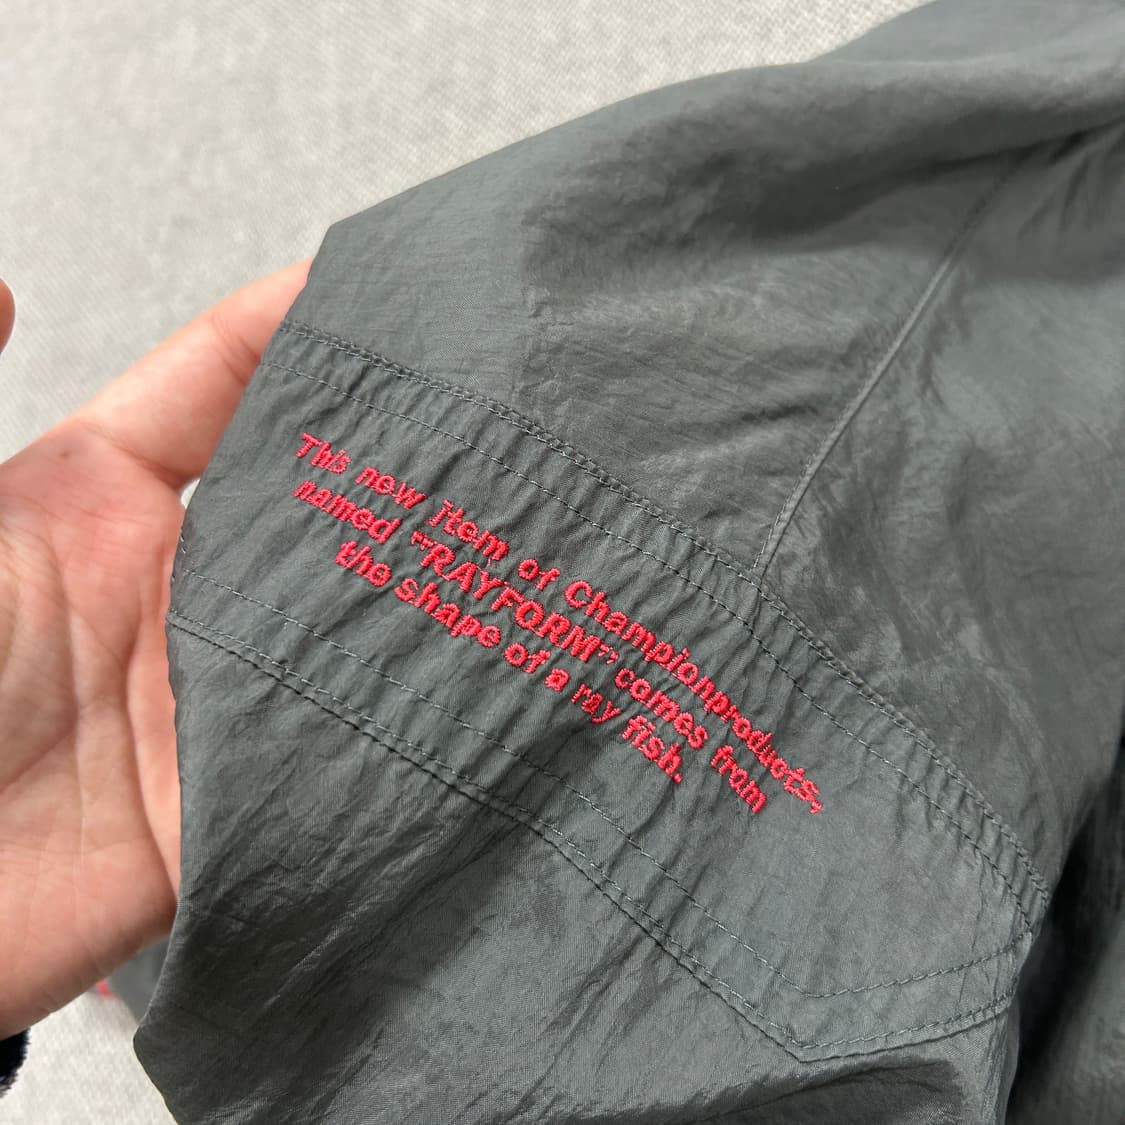 This new item of Championproducts,
named "RAYFORM" comes from
the shape of a ray fish.